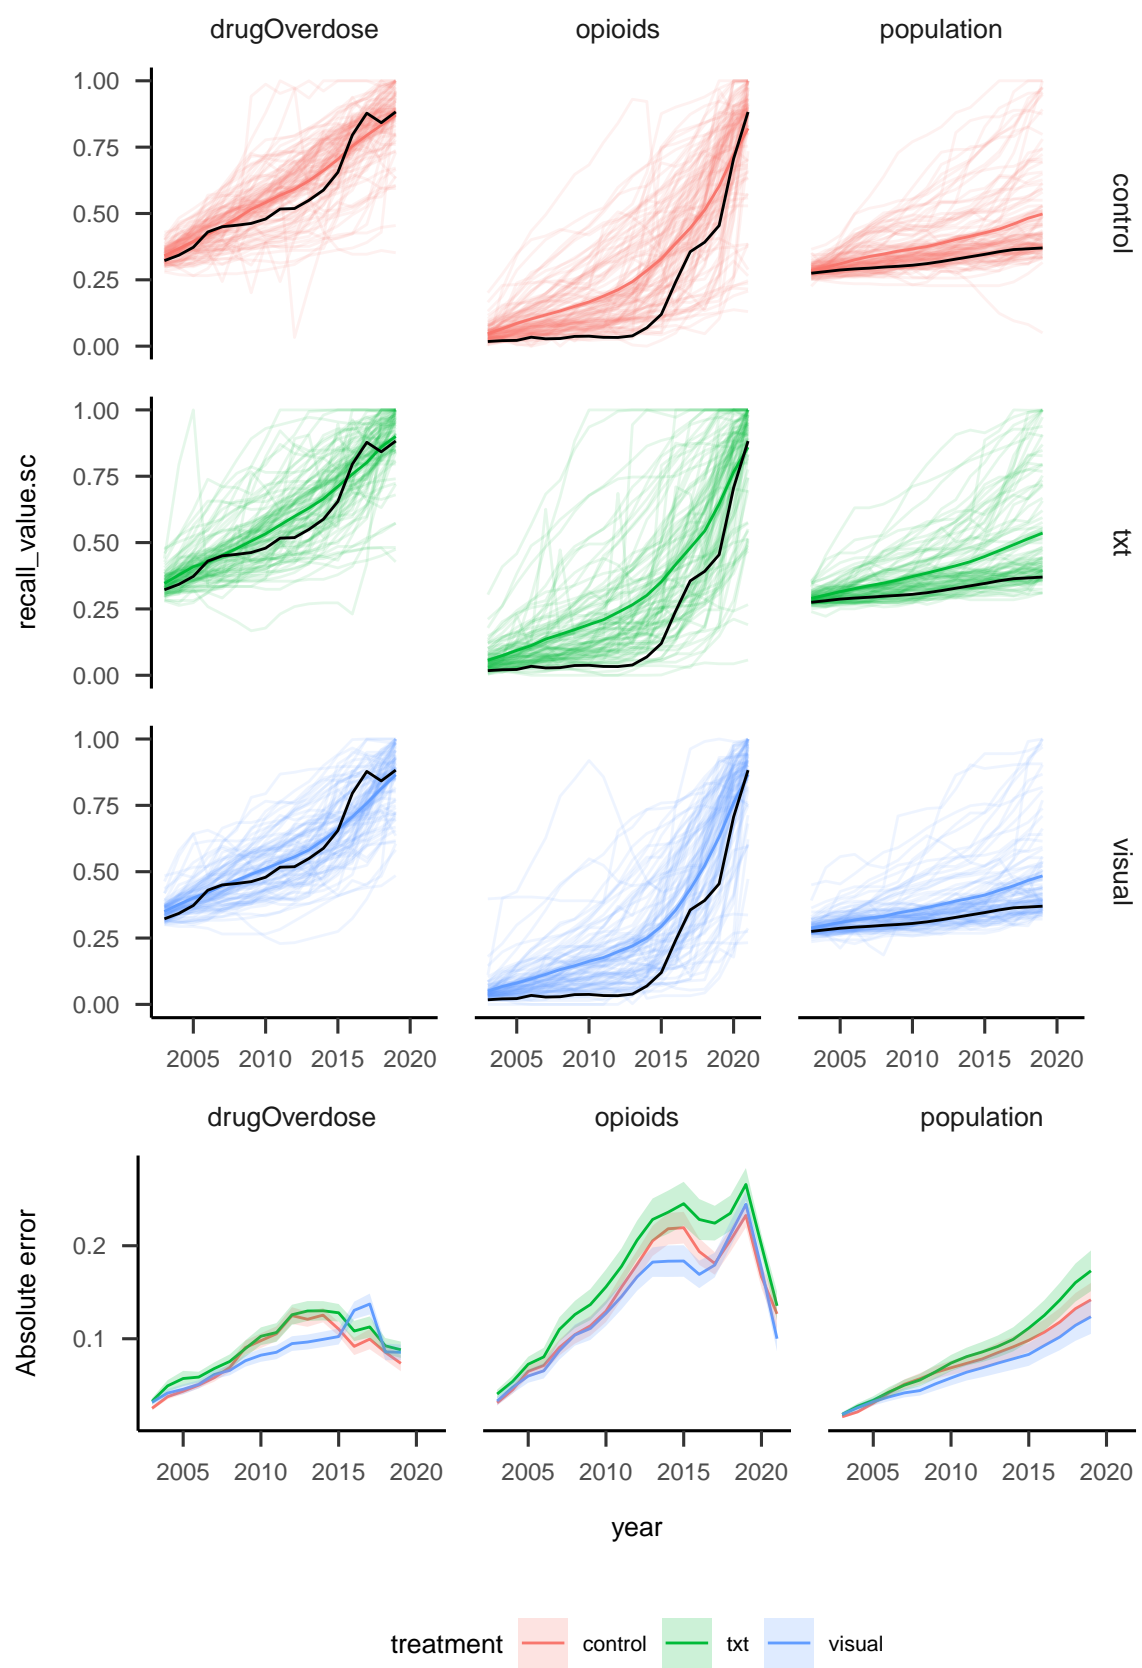 drugOverdose opioids population
1.00
0.75
0.50
0.25
0.00
control
1.00
0.75
0.50
0.25
0.00
txt
recall_value.sc
1.00
0.75
0.50
0.25
0.00
visual
2005 2010 2015 2020 2005 2010 2015 2020 2005 2010 2015 2020
drugOverdose opioids population
Absolute error
0.2
0.1
2005 2010 2015 2020 2005 2010 2015 2020 2005 2010 2015 2020
year
treatment control txt visual